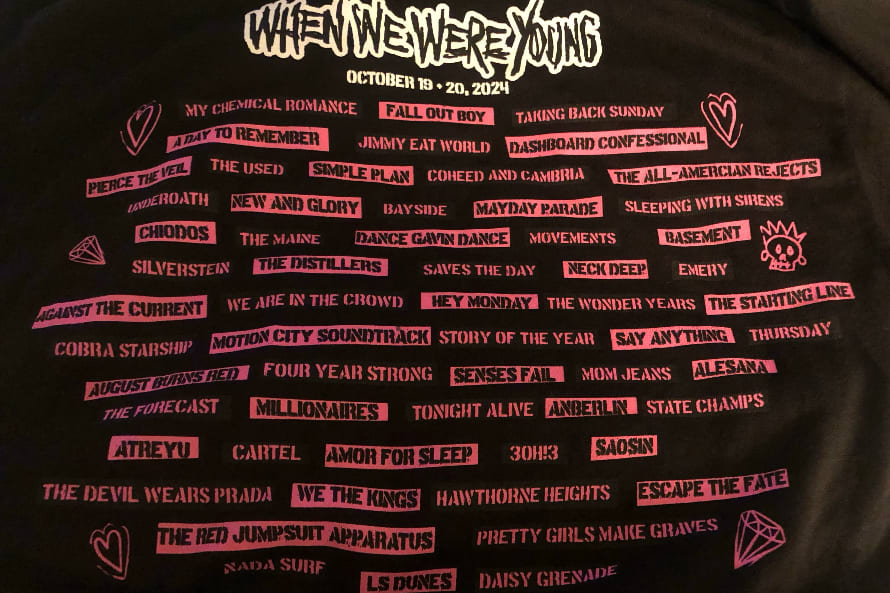 WHEN WE WERE YOUNG
OCTOBER 19 + 20, 2024
MY CHEMICAL ROMANCE FALL OUT BOY TAKING BACK SUNDAY
A DAY TO REMEMBER JIMMY EAT WORLD DASHBOARD CONFESSIONAL
PIERCE THE VEIL THE USED SIMPLE PLAN COHEED AND CAMBRIA THE ALL-AMERCIAN REJECTS
UNDEROATH NEW AND GLORY BAYSIDE MAYDAY PARADE SLEEPING WITH SIRENS
CHIODOS THE MAINE DANCE GAVIN DANCE MOVEMENTS BASEMENT
SILVERSTEIN THE DISTILLERS SAVES THE DAY NECK DEEP EMERY
AGAINST THE CURRENT WE ARE IN THE CROWD HEY MONDAY THE WONDER YEARS THE STARTING LINE
COBRA STARSHIP MOTION CITY SOUNDTRACK STORY OF THE YEAR SAY ANYTHING THURSDAY
AUGUST BURNS RED FOUR YEAR STRONG SENSES FAIL MOM JEANS ALESANA
THE FORECAST MILLIONAIRES TONIGHT ALIVE ANBERLIN STATE CHAMPS
ATREYU CARTEL AMOR FOR SLEEP 3OH!3 SAOSIN
THE DEVIL WEARS PRADA WE THE KINGS HAWTHORNE HEIGHTS ESCAPE THE FATE
THE RED JUMPSUIT APPARATUS PRETTY GIRLS MAKE GRAVES
NADA SURF LS DUNES DAISY GRENADE